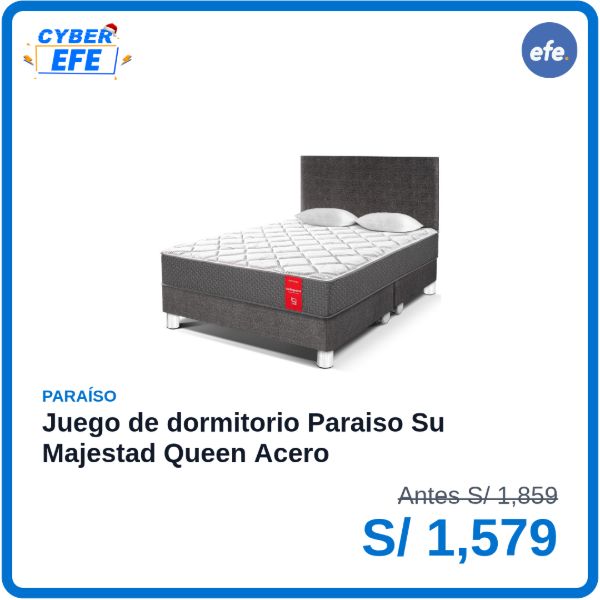 CYBER
EFE
efe.
PARAÍSO
Juego de dormitorio Paraiso Su
Majestad Queen Acero
Antes S/ 1,859
S/ 1,579